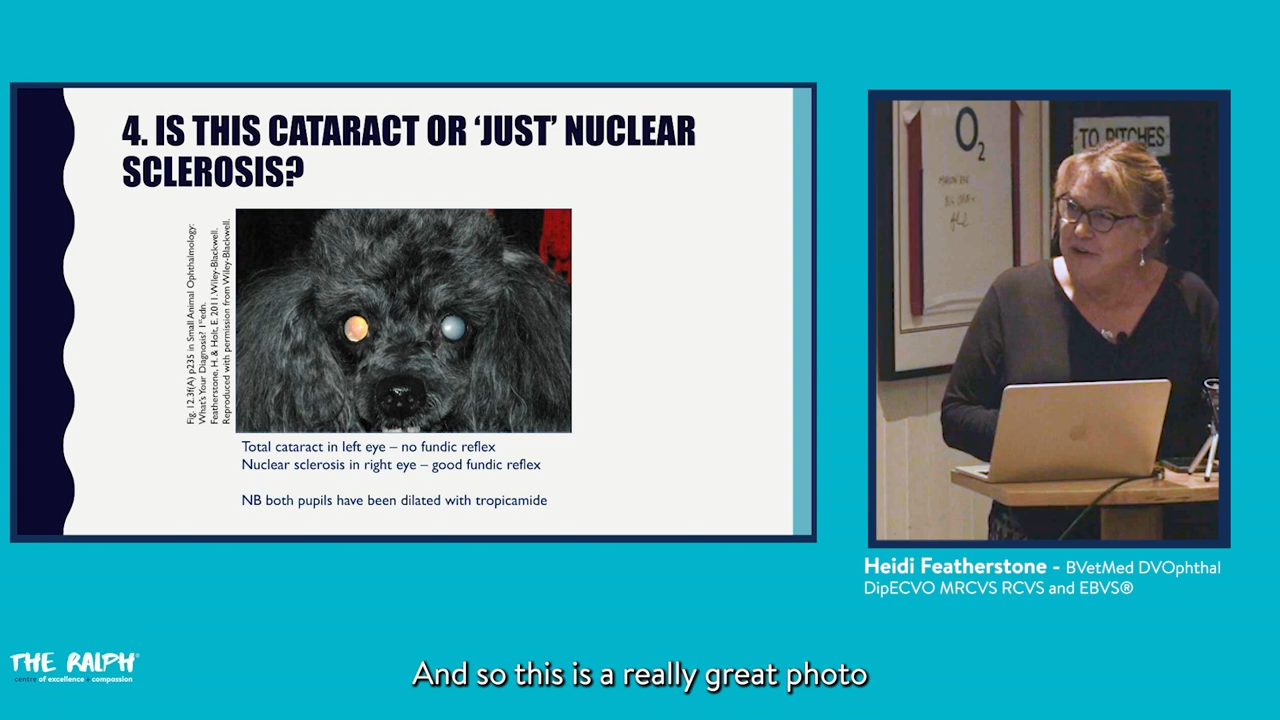 4. IS THIS CATARACT OR ‘JUST’ NUCLEAR
SCLEROSIS?
Fig. 12.3f(A) p235 in Small Animal Ophthalmology:
What's Your Diagnosis? 1st edn.
Featherstone, H. & Holt, E. 2011. Wiley-Blackwell.
Reproduced with permission from Wiley-Blackwell.
Total cataract in left eye – no fundic reflex
Nuclear sclerosis in right eye – good fundic reflex
NB both pupils have been dilated with tropicamide
O2
TO PITCHES
Heidi Featherstone - BVetMed DVOphthal
DipECVO MRCVS RCVS and EBVS®
THE RALPH®
centre of excellence + compassion
And so this is a really great photo